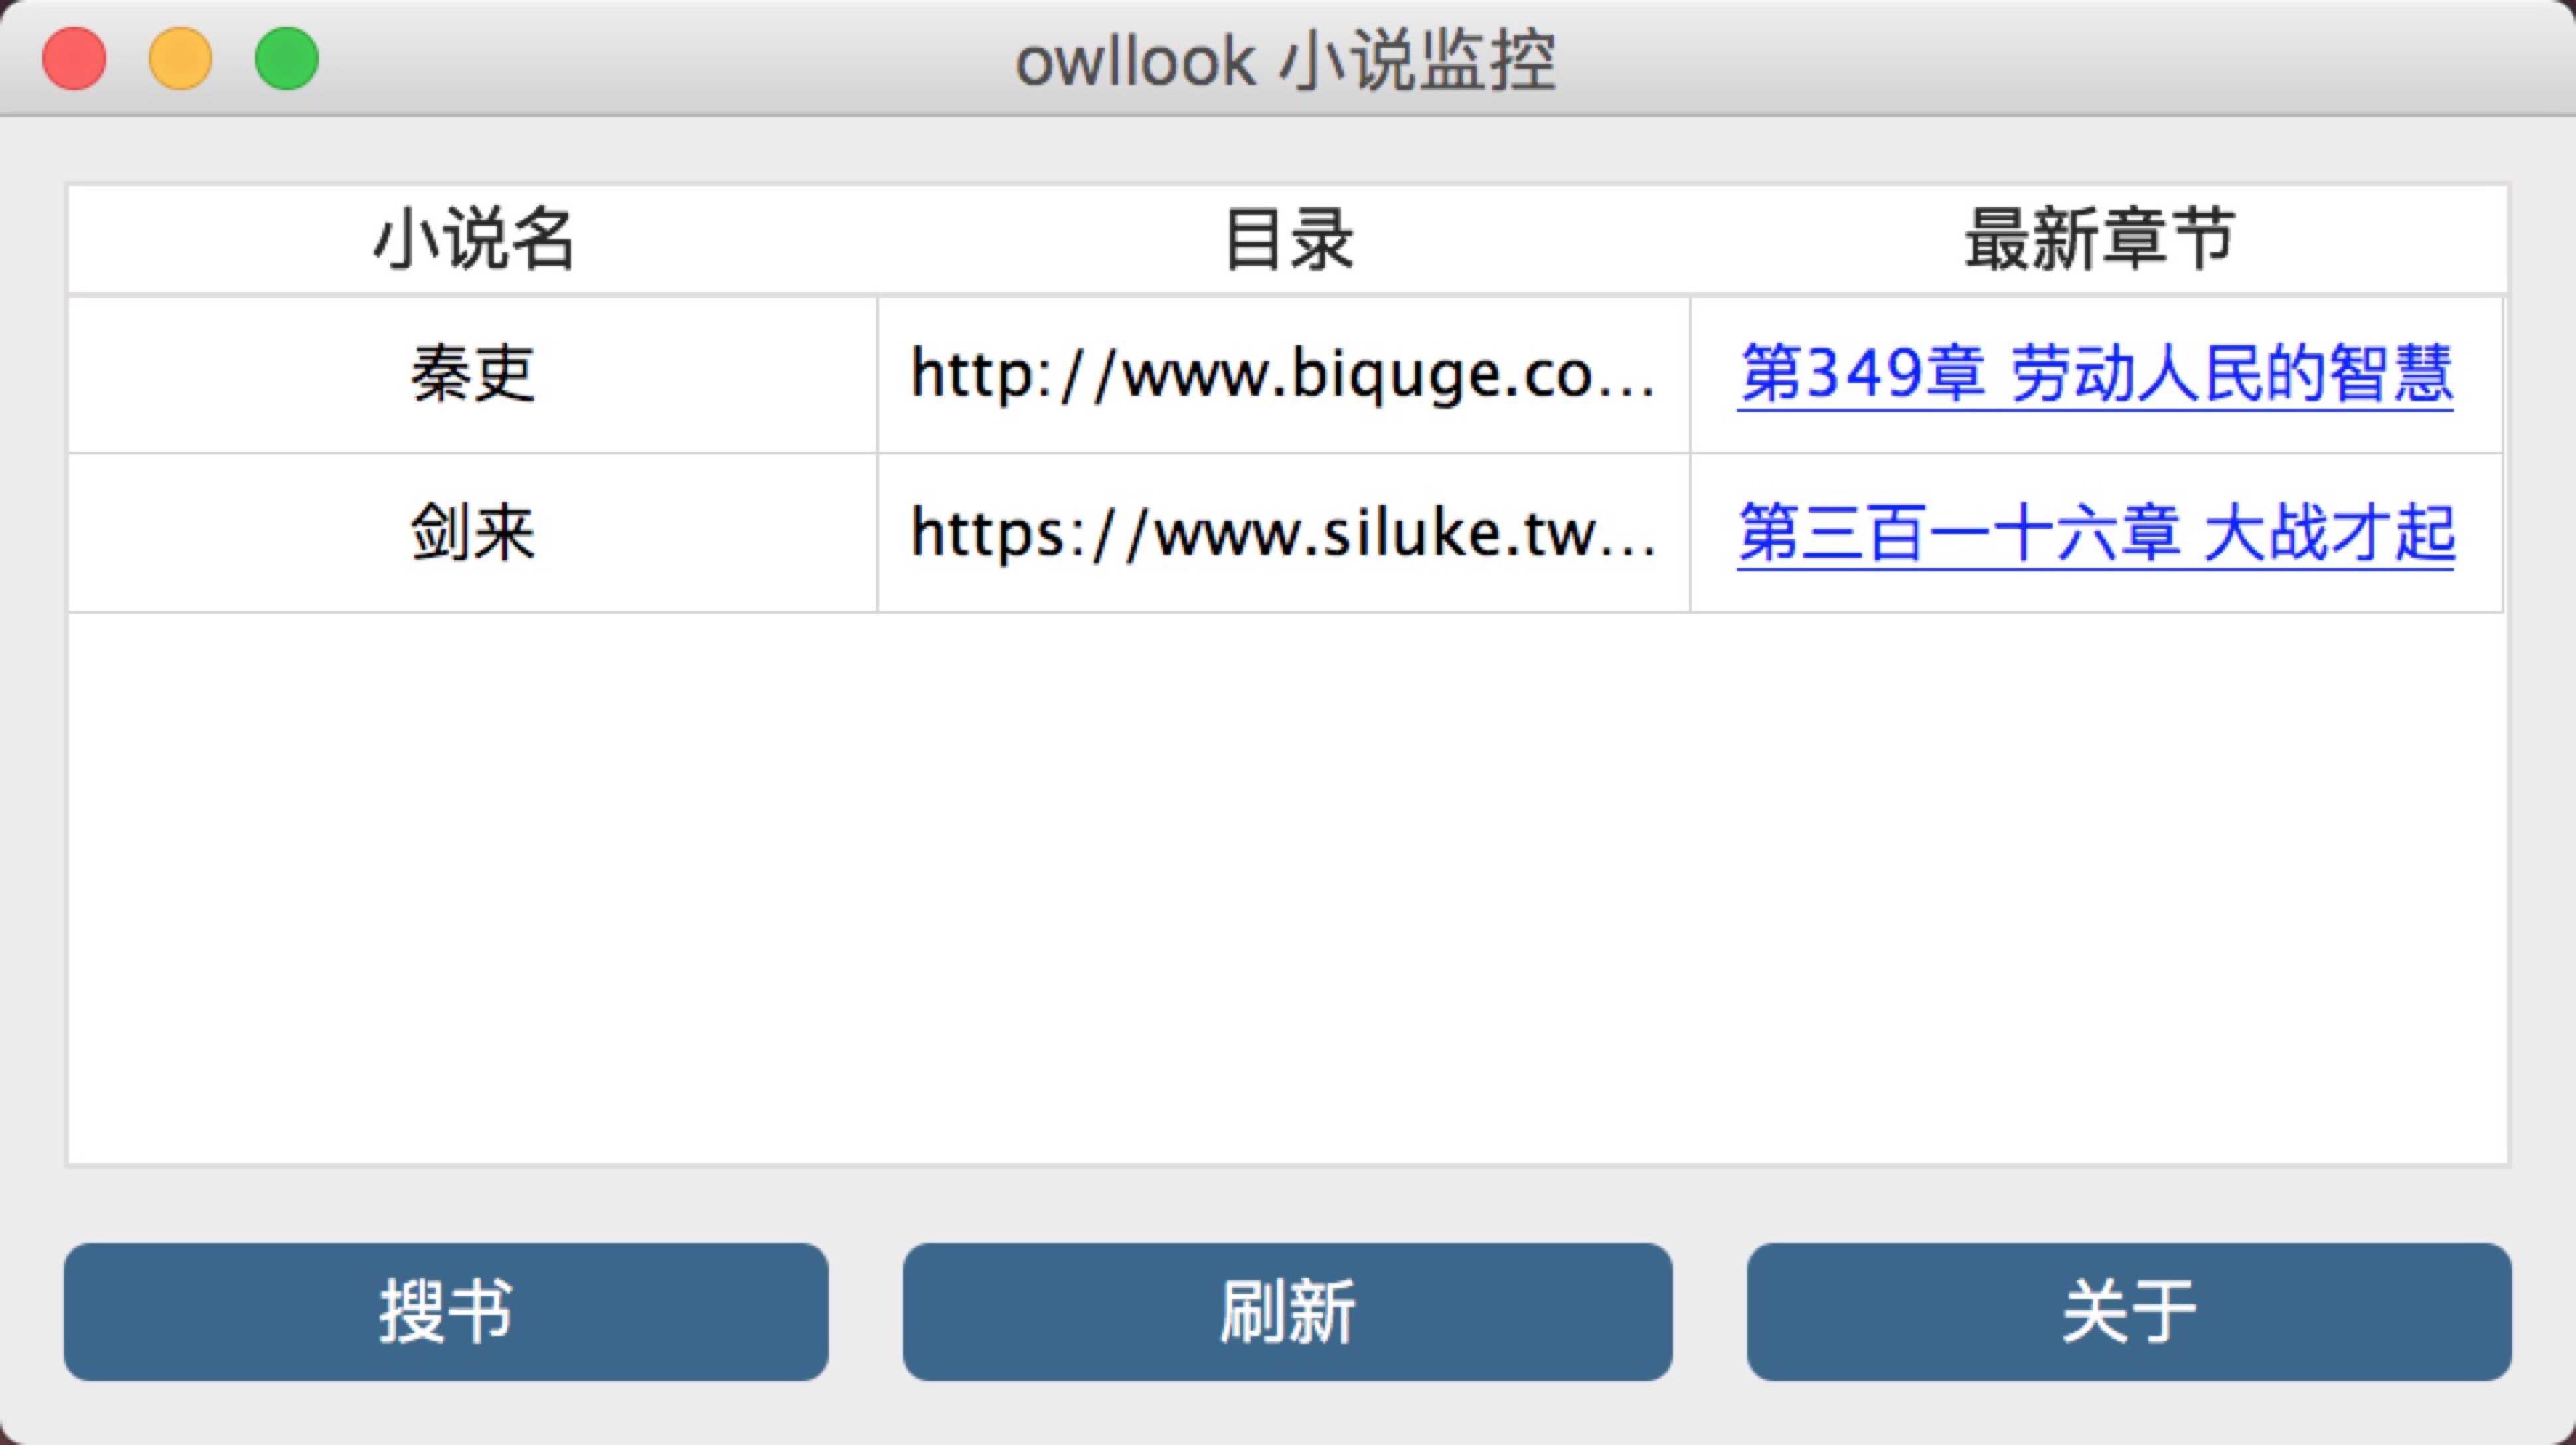 owllook 小说监控
小说名 目录 最新章节
秦吏 http://www.biquge.co... 第349章 劳动人民的智慧
剑来 https://www.siluke.tw... 第三百一十六章 大战才起
搜书 刷新 关于